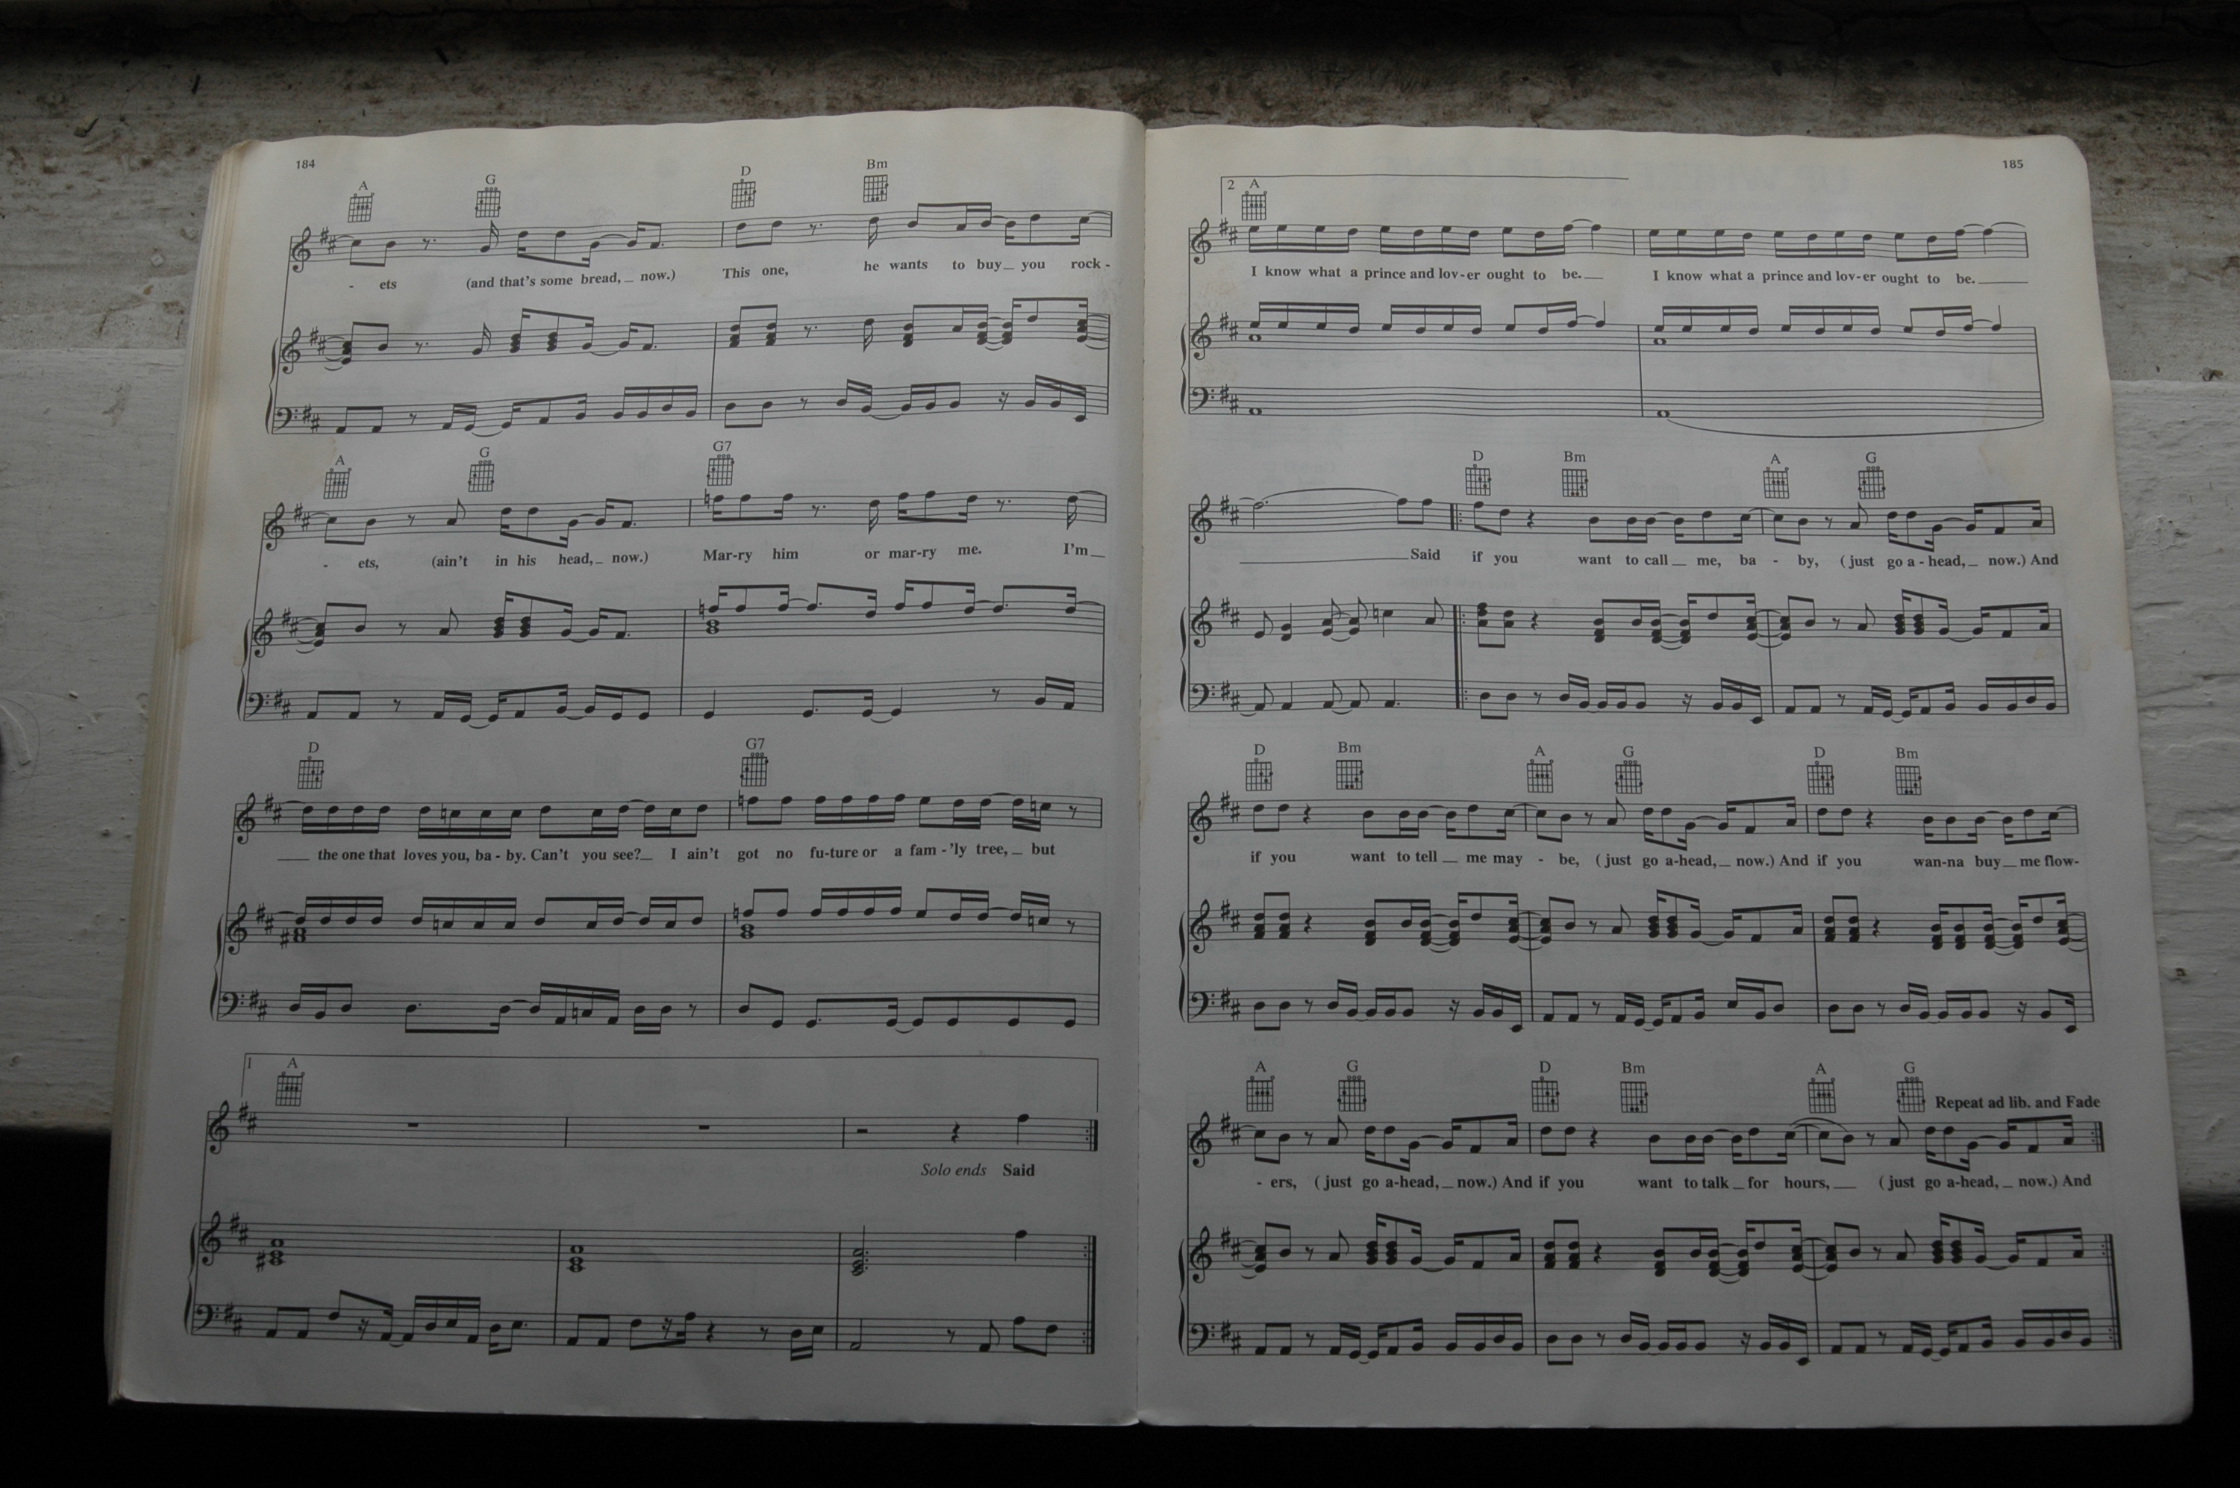 184
A G D Bm
- ets (and that's some bread, _ now.) This one, he wants to buy _ you rock -
A G G7
- ets, (ain't in his head, _ now.) Mar-ry him or mar-ry me. I'm _
D G7
_ the one that loves you, ba - by. Can't you see? _ I ain't got no fu-ture or a fam - 'ly tree, _ but
1 A
Solo ends Said
185
2 A
I know what a prince and lov-er ought to be. _ I know what a prince and lov-er ought to be. _
D Bm A G
_ Said if you want to call _ me, ba - by, (just go a - head, _ now.) And
D Bm A G D Bm
if you want to tell _ me may - be, (just go a-head, _ now.) And if you wan-na buy _ me flow-
A G D Bm A G Repeat ad lib. and Fade
- ers, (just go a-head, _ now.) And if you want to talk _ for hours, _ (just go a-head, _ now.) And